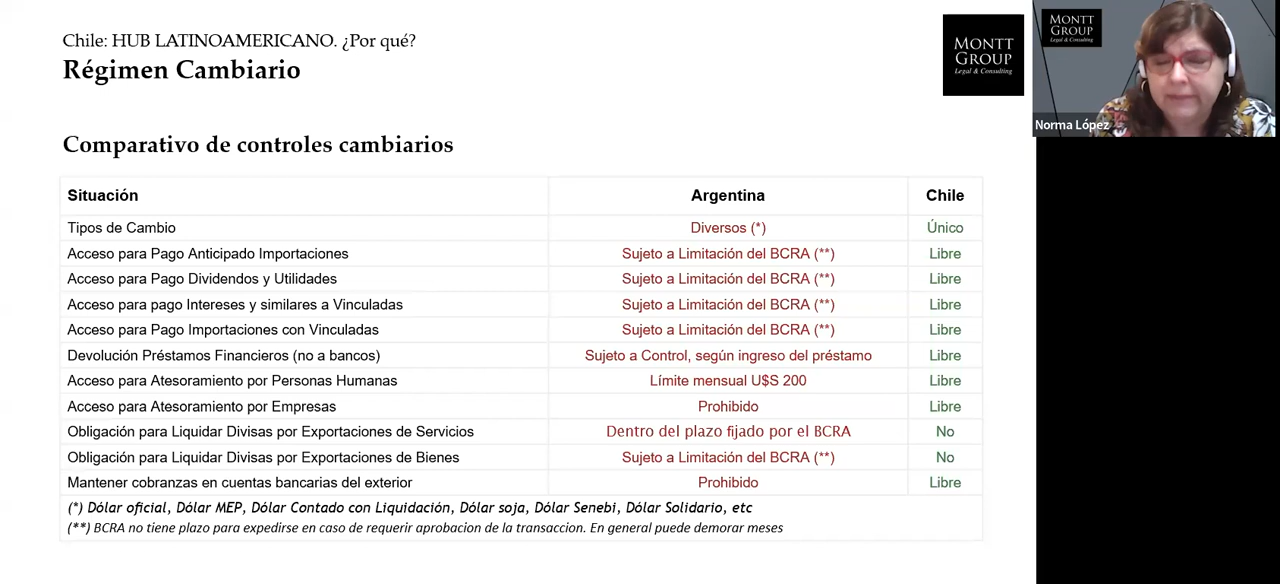 Chile: HUB LATINOAMERICANO. ¿Por qué?
Régimen Cambiario
MONTT
GROUP
Legal & Consulting
MONTT
GROUP
Legal & Consulting
Norma López
Comparativo de controles cambiarios
Situación Argentina Chile
Tipos de Cambio Diversos (*) Único
Acceso para Pago Anticipado Importaciones Sujeto a Limitación del BCRA (**) Libre
Acceso para Pago Dividendos y Utilidades Sujeto a Limitación del BCRA (**) Libre
Acceso para pago Intereses y similares a Vinculadas Sujeto a Limitación del BCRA (**) Libre
Acceso para Pago Importaciones con Vinculadas Sujeto a Limitación del BCRA (**) Libre
Devolución Préstamos Financieros (no a bancos) Sujeto a Control, según ingreso del préstamo Libre
Acceso para Atesoramiento por Personas Humanas Límite mensual U$S 200 Libre
Acceso para Atesoramiento por Empresas Prohibido Libre
Obligación para Liquidar Divisas por Exportaciones de Servicios Dentro del plazo fijado por el BCRA No
Obligación para Liquidar Divisas por Exportaciones de Bienes Sujeto a Limitación del BCRA (**) No
Mantener cobranzas en cuentas bancarias del exterior Prohibido Libre
(*) Dólar oficial, Dólar MEP, Dólar Contado con Liquidación, Dólar soja, Dólar Senebi, Dólar Solidario, etc
(**) BCRA no tiene plazo para expedirse en caso de requerir aprobacion de la transaccion. En general puede demorar meses